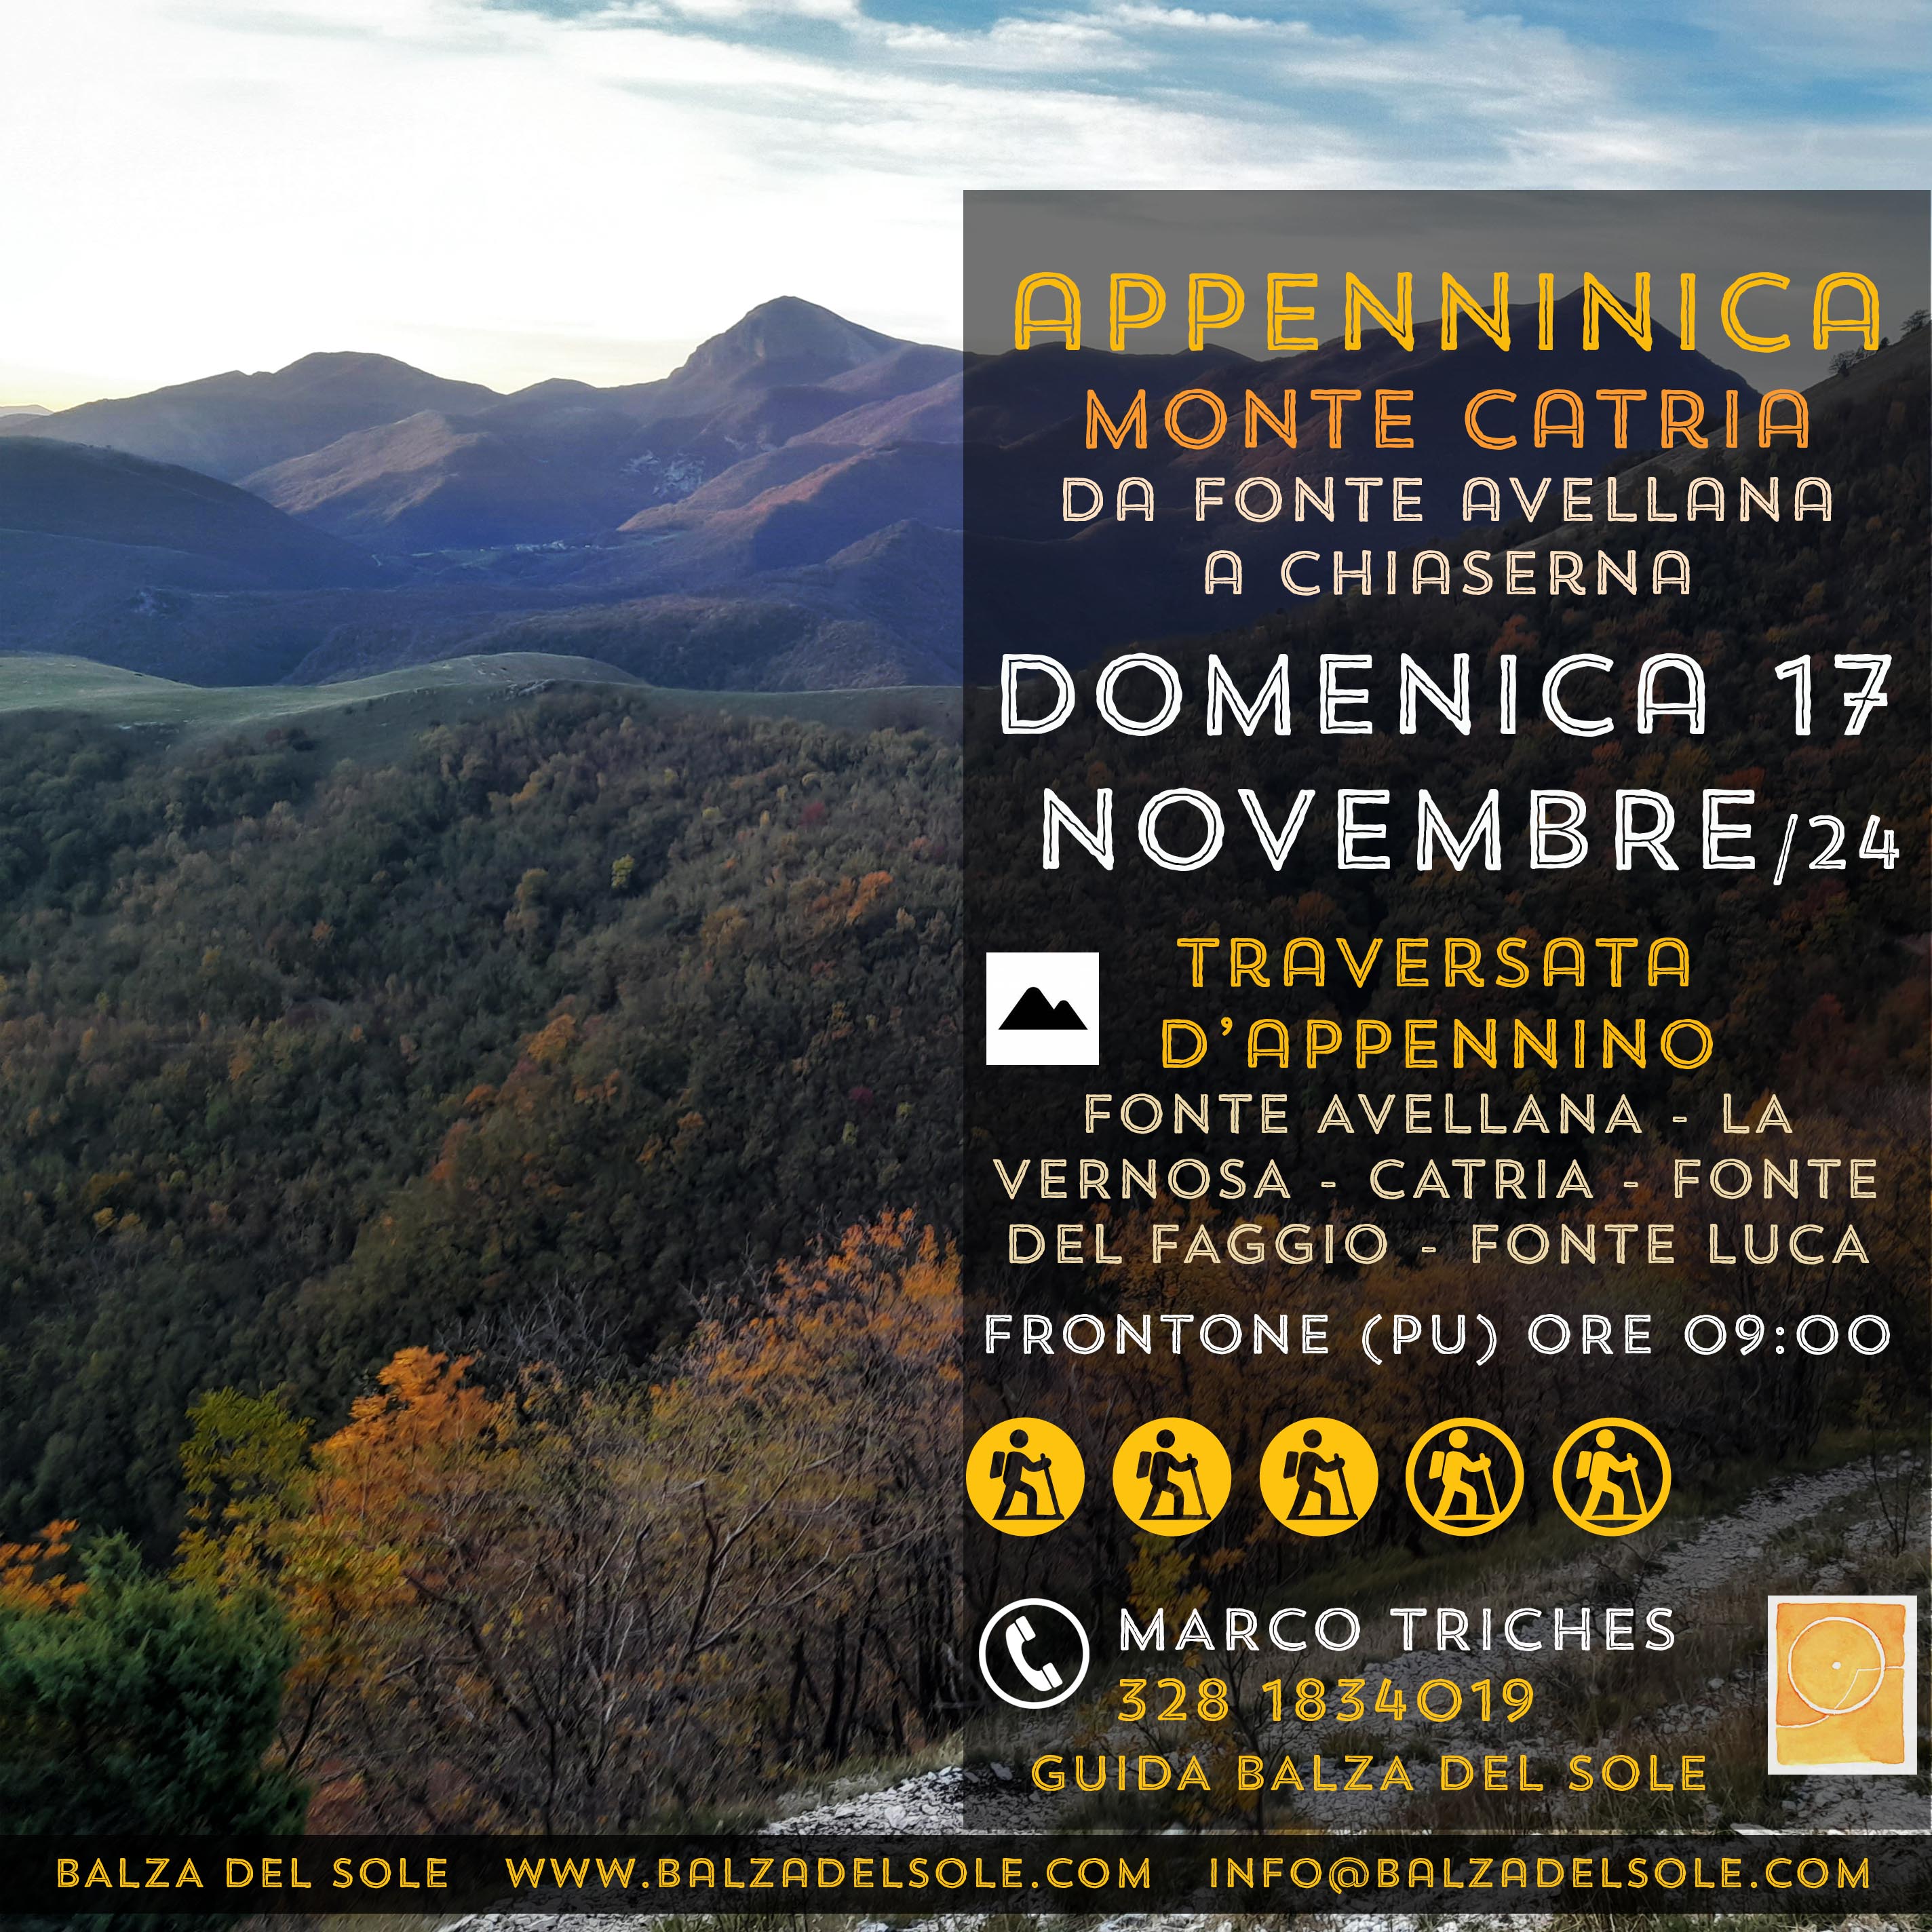 APPENNINICA
MONTE CATRIA
DA FONTE AVELLANA
A CHIASERNA
DOMENICA 17
NOVEMBRE/24
TRAVERSATA
D'APPENNINO
FONTE AVELLANA - LA
VERNOSA - CATRIA - FONTE
DEL FAGGIO - FONTE LUCA
FRONTONE (PU) ORE 09:00
MARCO TRICHES
328 1834019
GUIDA BALZA DEL SOLE
BALZA DEL SOLE WWW.BALZADELSOLE.COM INFO@BALZADELSOLE.COM